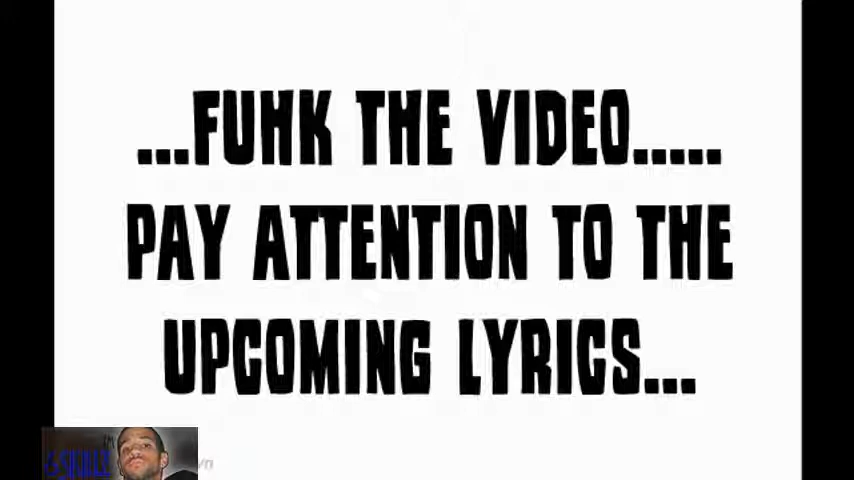 ...FUHK THE VIDEO.....
PAY ATTENTION TO THE
UPCOMING LYRICS...